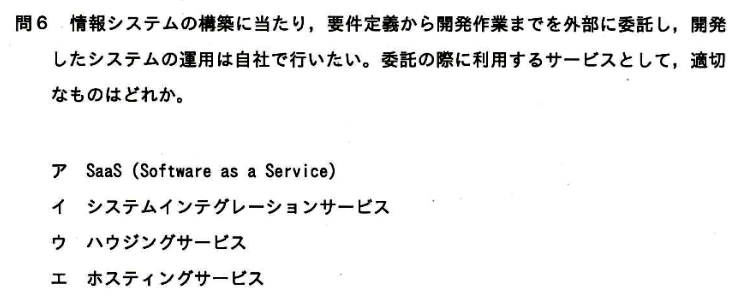 問６　情報システムの構築に当たり，要件定義から開発作業までを外部に委託し，開発
したシステムの運用は自社で行いたい。委託の際に利用するサービスとして，適切
なものはどれか。
ア　SaaS (Software as a Service)
イ　システムインテグレーションサービス
ウ　ハウジングサービス
エ　ホスティングサービス